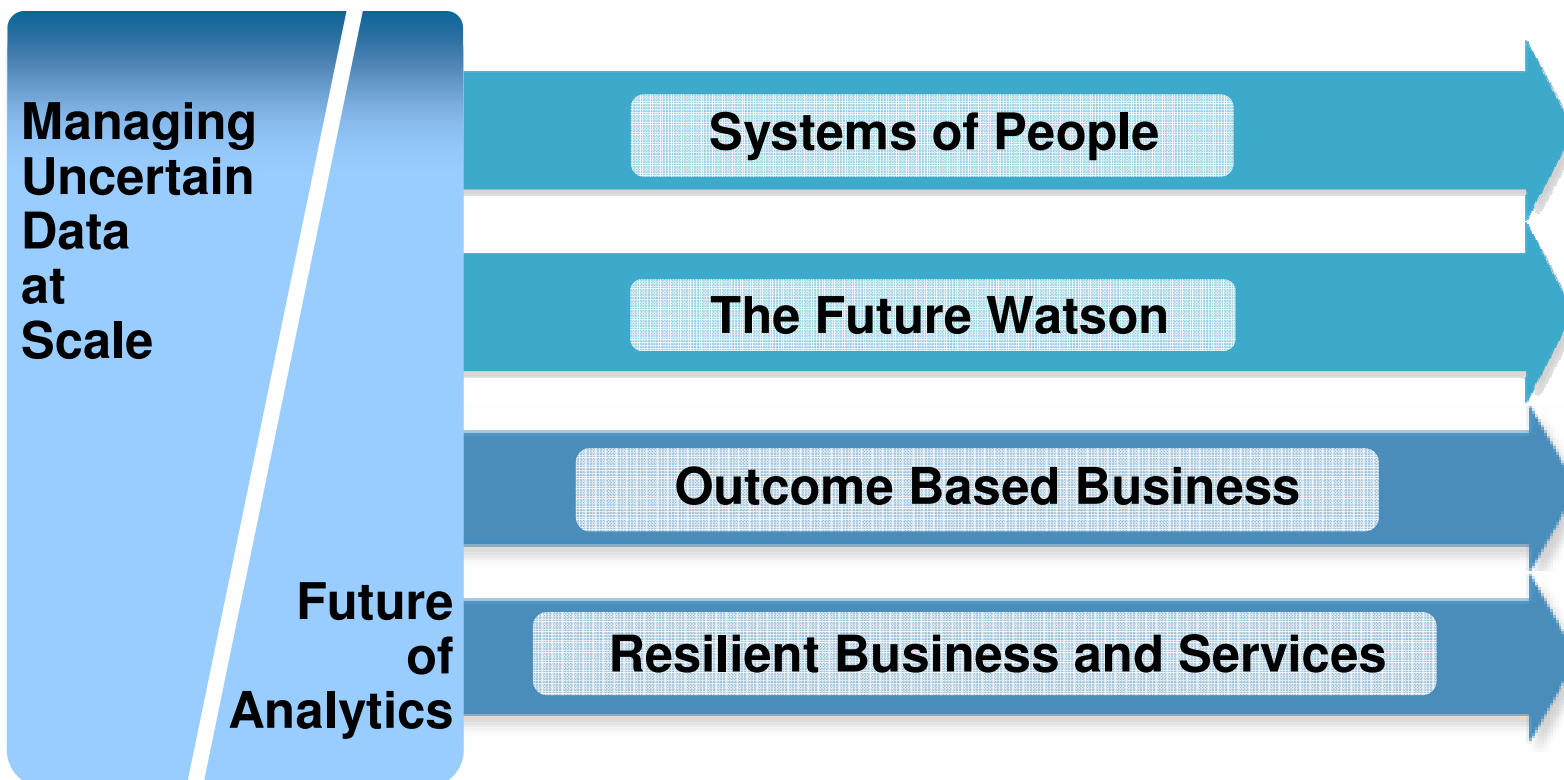 Managing
Uncertain
Data
at
Scale
Future
of
Analytics
Systems of People
The Future Watson
Outcome Based Business
Resilient Business and Services